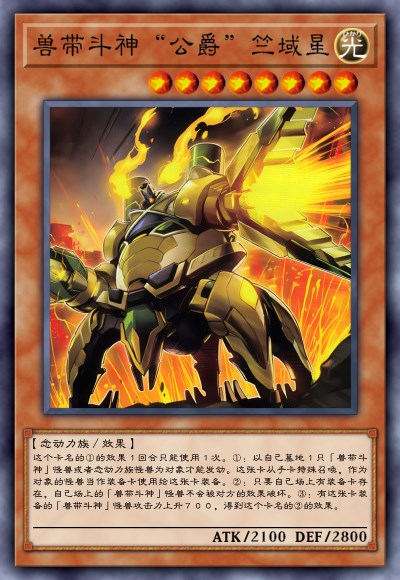 兽带斗神 “公爵” 竺域星
ひかり
光
【念动力族/效果】
这个卡名的①的效果1回合只能使用1次。①：以自己墓地1只「兽带斗
神」怪兽或者念动力族怪兽为对象才能发动。这张卡从手卡特殊召唤，作为
对象的怪兽当作装备卡使用给这张卡装备。②：只要自己场上有装备卡存
在，自己场上的「兽带斗神」怪兽不会被对方的效果破坏。③：有这张卡装
备的「兽带斗神」怪兽攻击力上升700，得到这个卡名的②的效果。
ATK/2100 DEF/2800